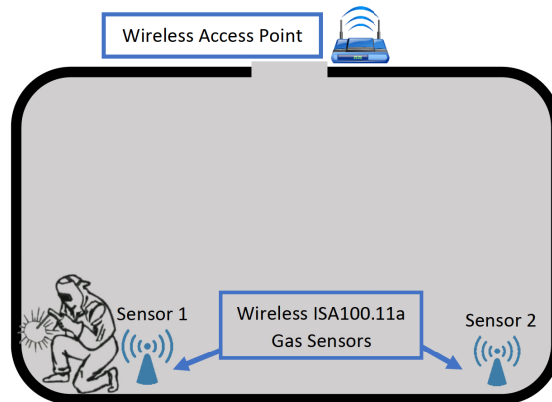 Wireless Access Point
Sensor 1
Wireless ISA100.11a
Gas Sensors
Sensor 2